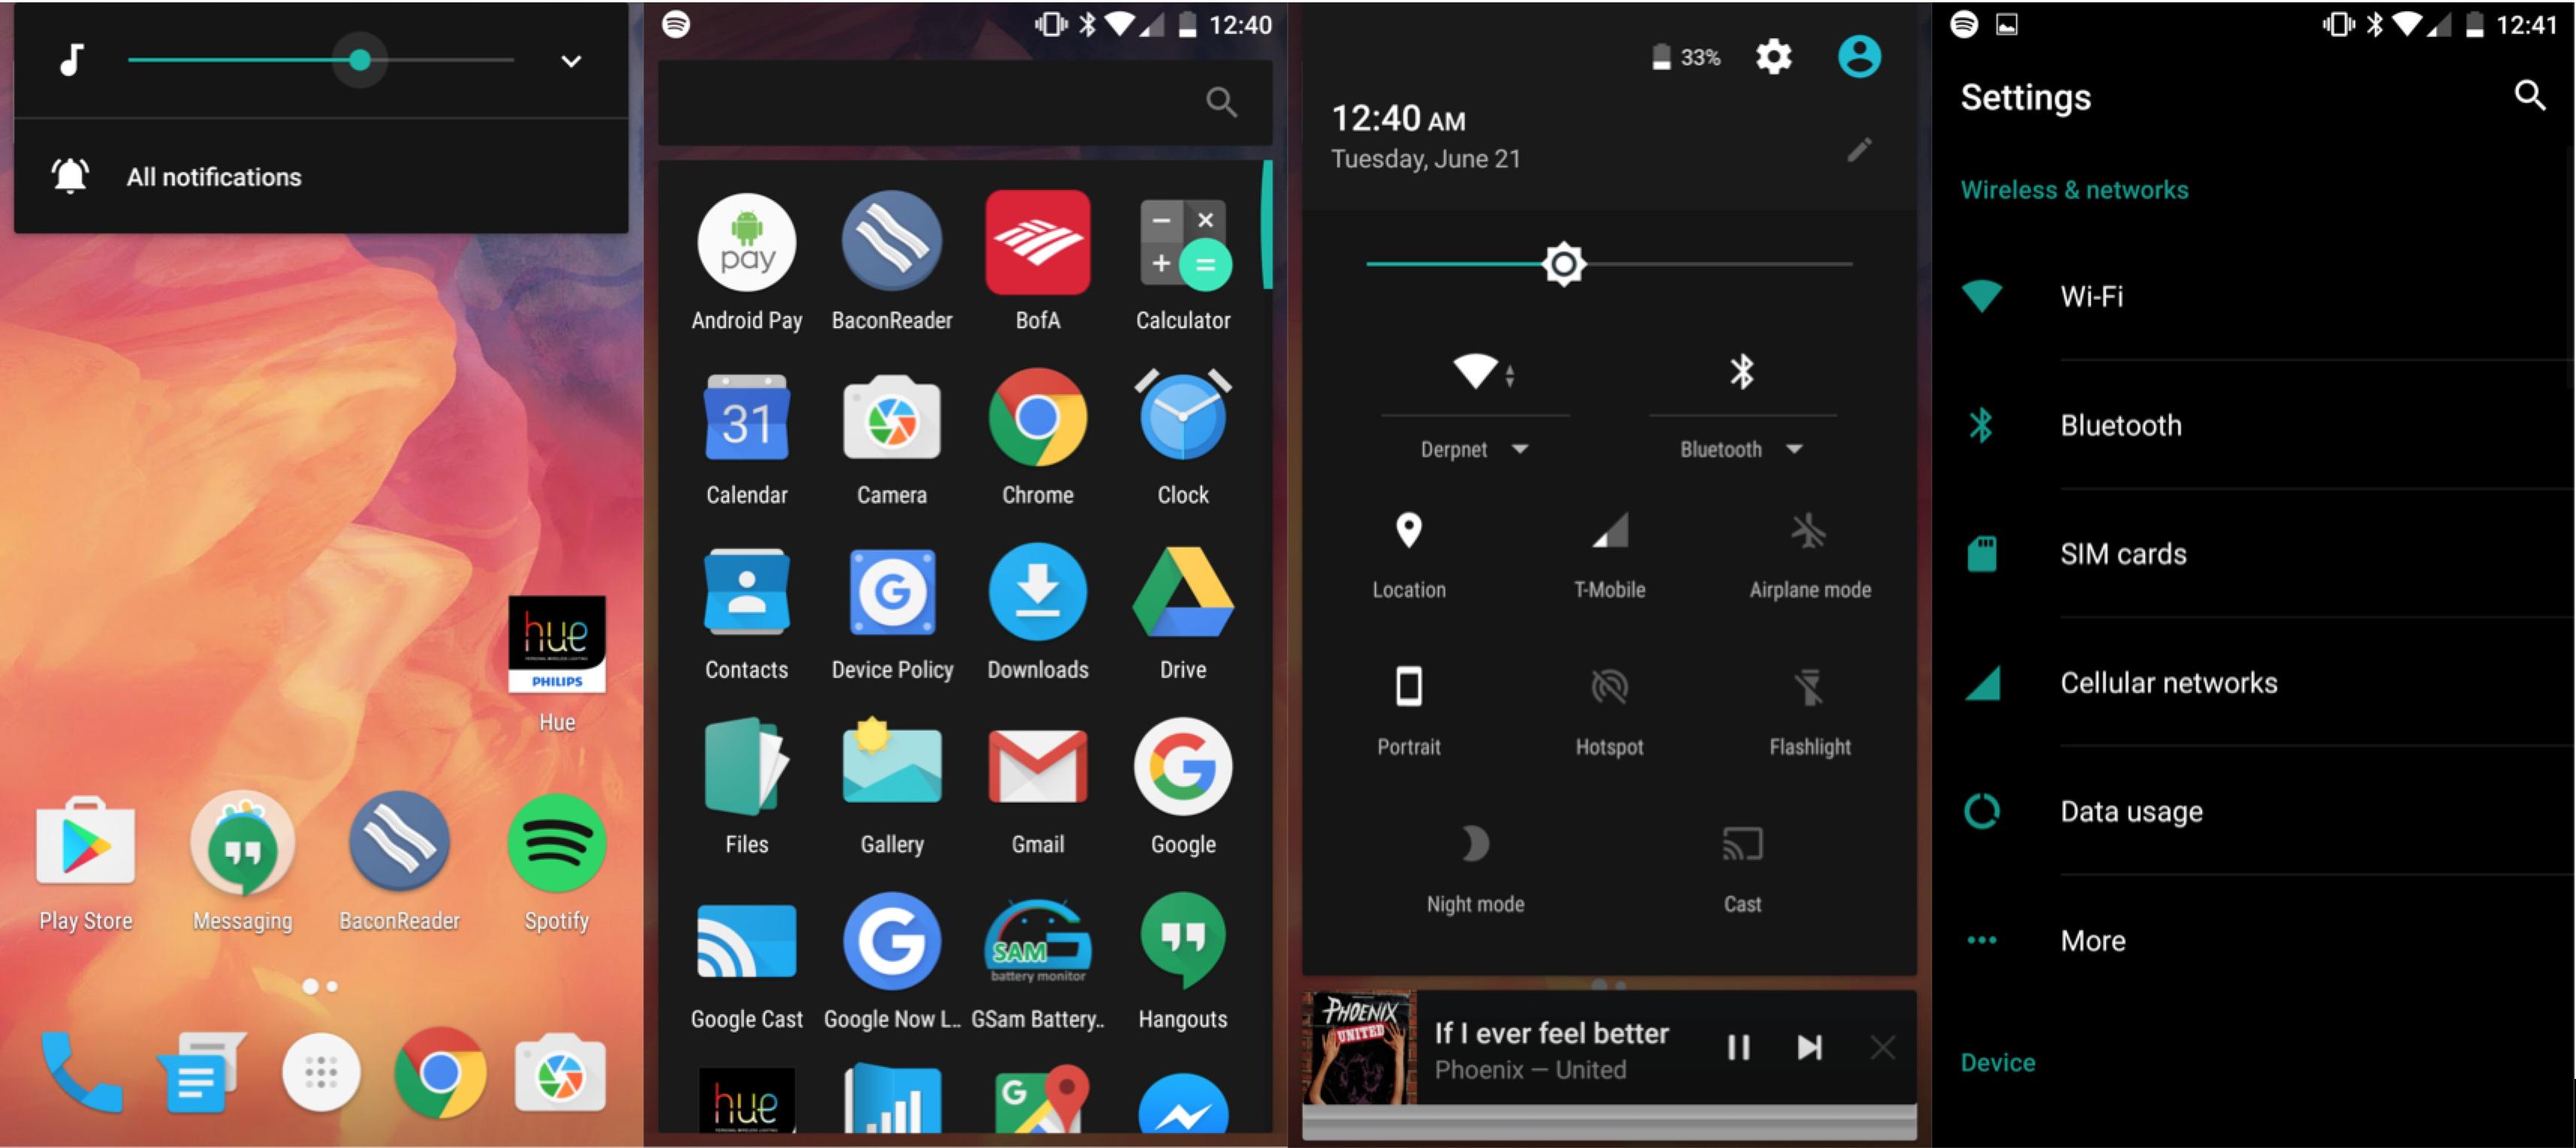 All notifications
hue
PHILIPS
Hue
Play Store
Messaging
BaconReader
Spotify
12:40
pay
Android Pay
BaconReader
BofA
Calculator
31
Calendar
Camera
Chrome
Clock
Contacts
Device Policy
Downloads
Drive
Files
Gallery
Gmail
Google
SAM
battery monitor
Google Cast
Google Now L..
GSam Battery..
Hangouts
hue
33%
12:40 AM
Tuesday, June 21
Derpnet
Bluetooth
Location
T-Mobile
Airplane mode
Portrait
Hotspot
Flashlight
Night mode
Cast
PHOENIX
UNITED
If I ever feel better
Phoenix — United
12:41
Settings
Wireless & networks
Wi-Fi
Bluetooth
SIM cards
Cellular networks
Data usage
More
Device